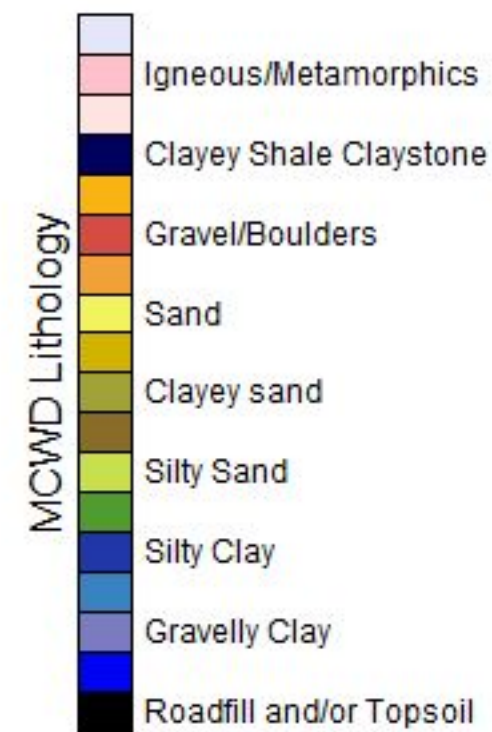 MCWD Lithology
Igneous/Metamorphics
Clayey Shale Claystone
Gravel/Boulders
Sand
Clayey sand
Silty Sand
Silty Clay
Gravelly Clay
Roadfill and/or Topsoil